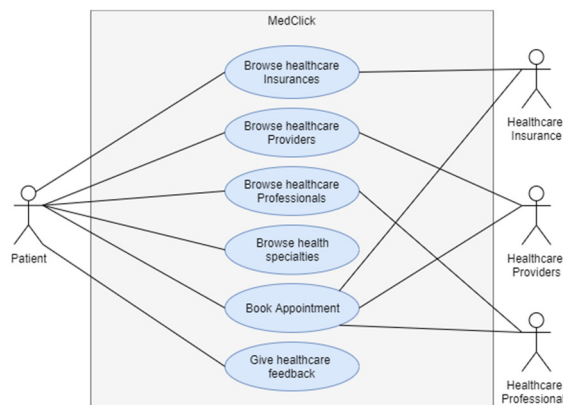 MedClick
Browse healthcare
Insurances
Healthcare
Insurance
Browse healthcare
Providers
Browse healthcare
Professionals
Patient
Browse health
specialties
Healthcare
Providers
Book Appointment
Give healthcare
feedback
Healthcare
Professional